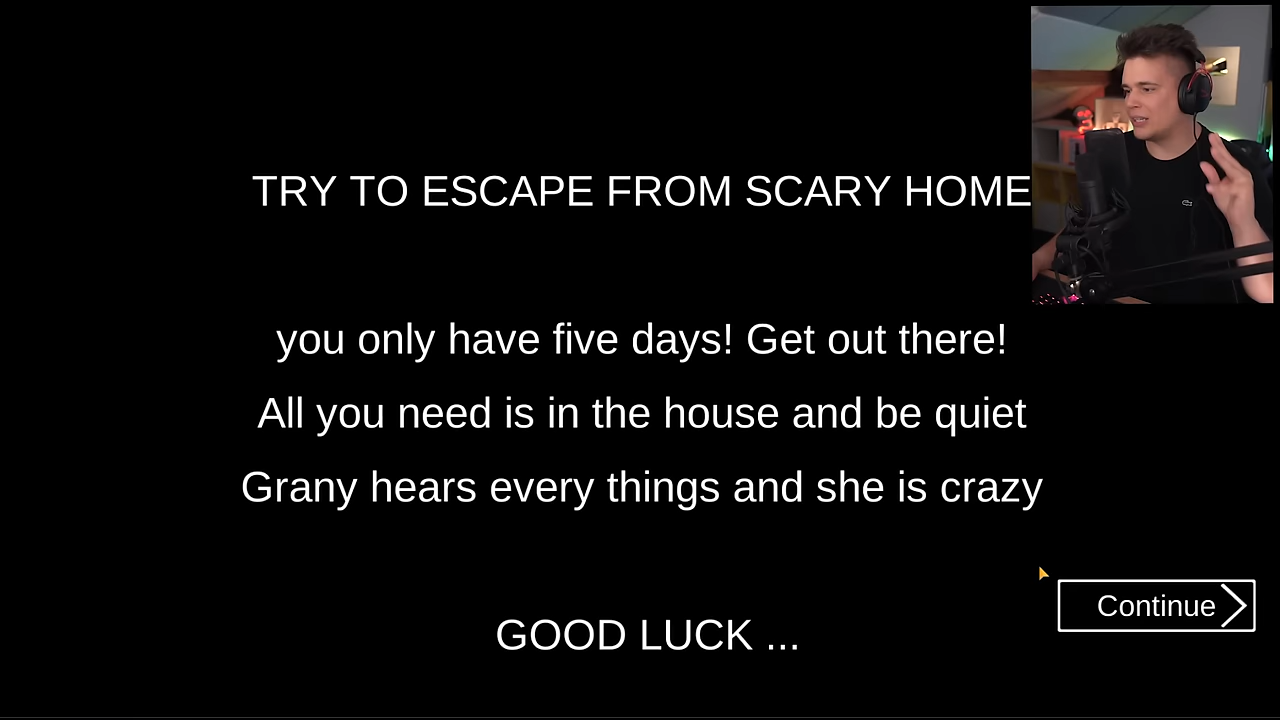 TRY TO ESCAPE FROM SCARY HOME
you only have five days! Get out there!
All you need is in the house and be quiet
Grany hears every things and she is crazy
GOOD LUCK ...
Continue